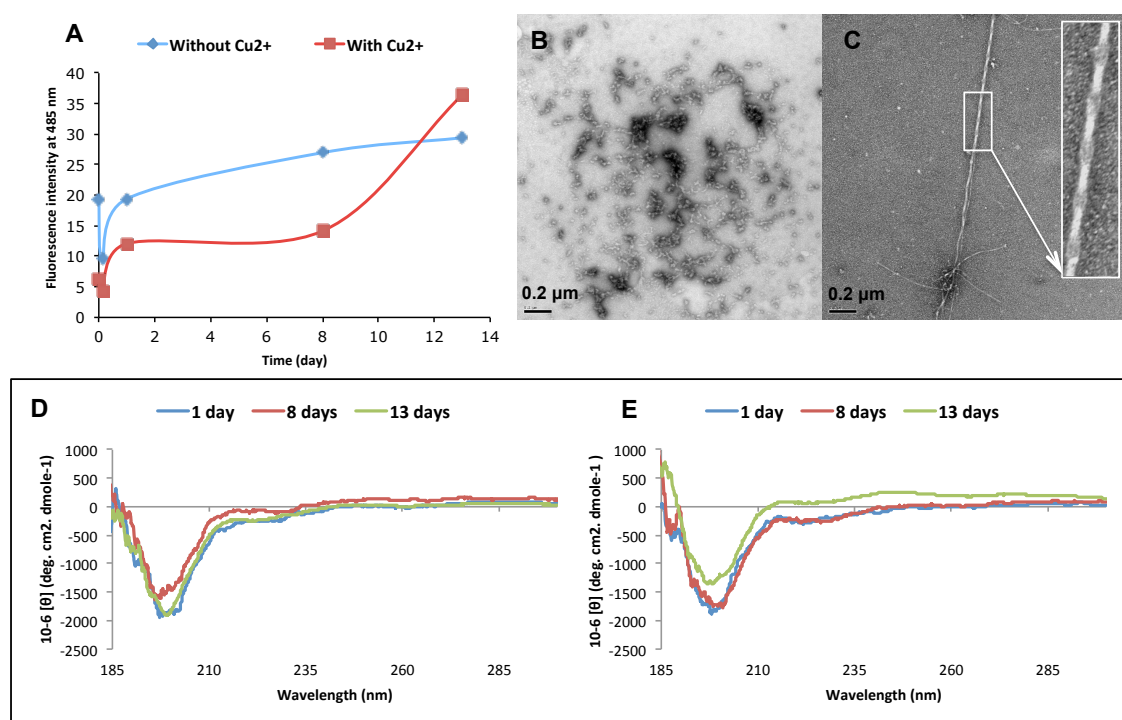 A
Without Cu2+ With Cu2+
Fluorescence intensity at 485 nm
40
35
30
25
20
15
10
5
0
0 2 4 6 8 10 12 14
Time (day)
B
0.2 µm
C
0.2 µm
D
1 day 8 days 13 days
10-6 [θ] (deg. cm2. dmole-1)
1000
500
0
-500
-1000
-1500
-2000
-2500
185 210 235 260 285
Wavelength (nm)
E
1 day 8 days 13 days
10-6 [θ] (deg. cm2. dmole-1 )
1000
500
0
-500
-1000
-1500
-2000
-2500
185 210 235 260 285
Wavelength (nm)